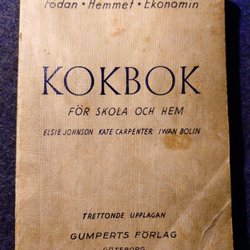 Födan • Hemmet • Ekonomin
KOKBOK
FÖR SKOLA OCH HEM
ELSIE JOHNSON KATE CARPENTER IWAN BOLIN
TRETTONDE UPPLAGAN
GUMPERTS FÖRLAG
GÖTEBORG